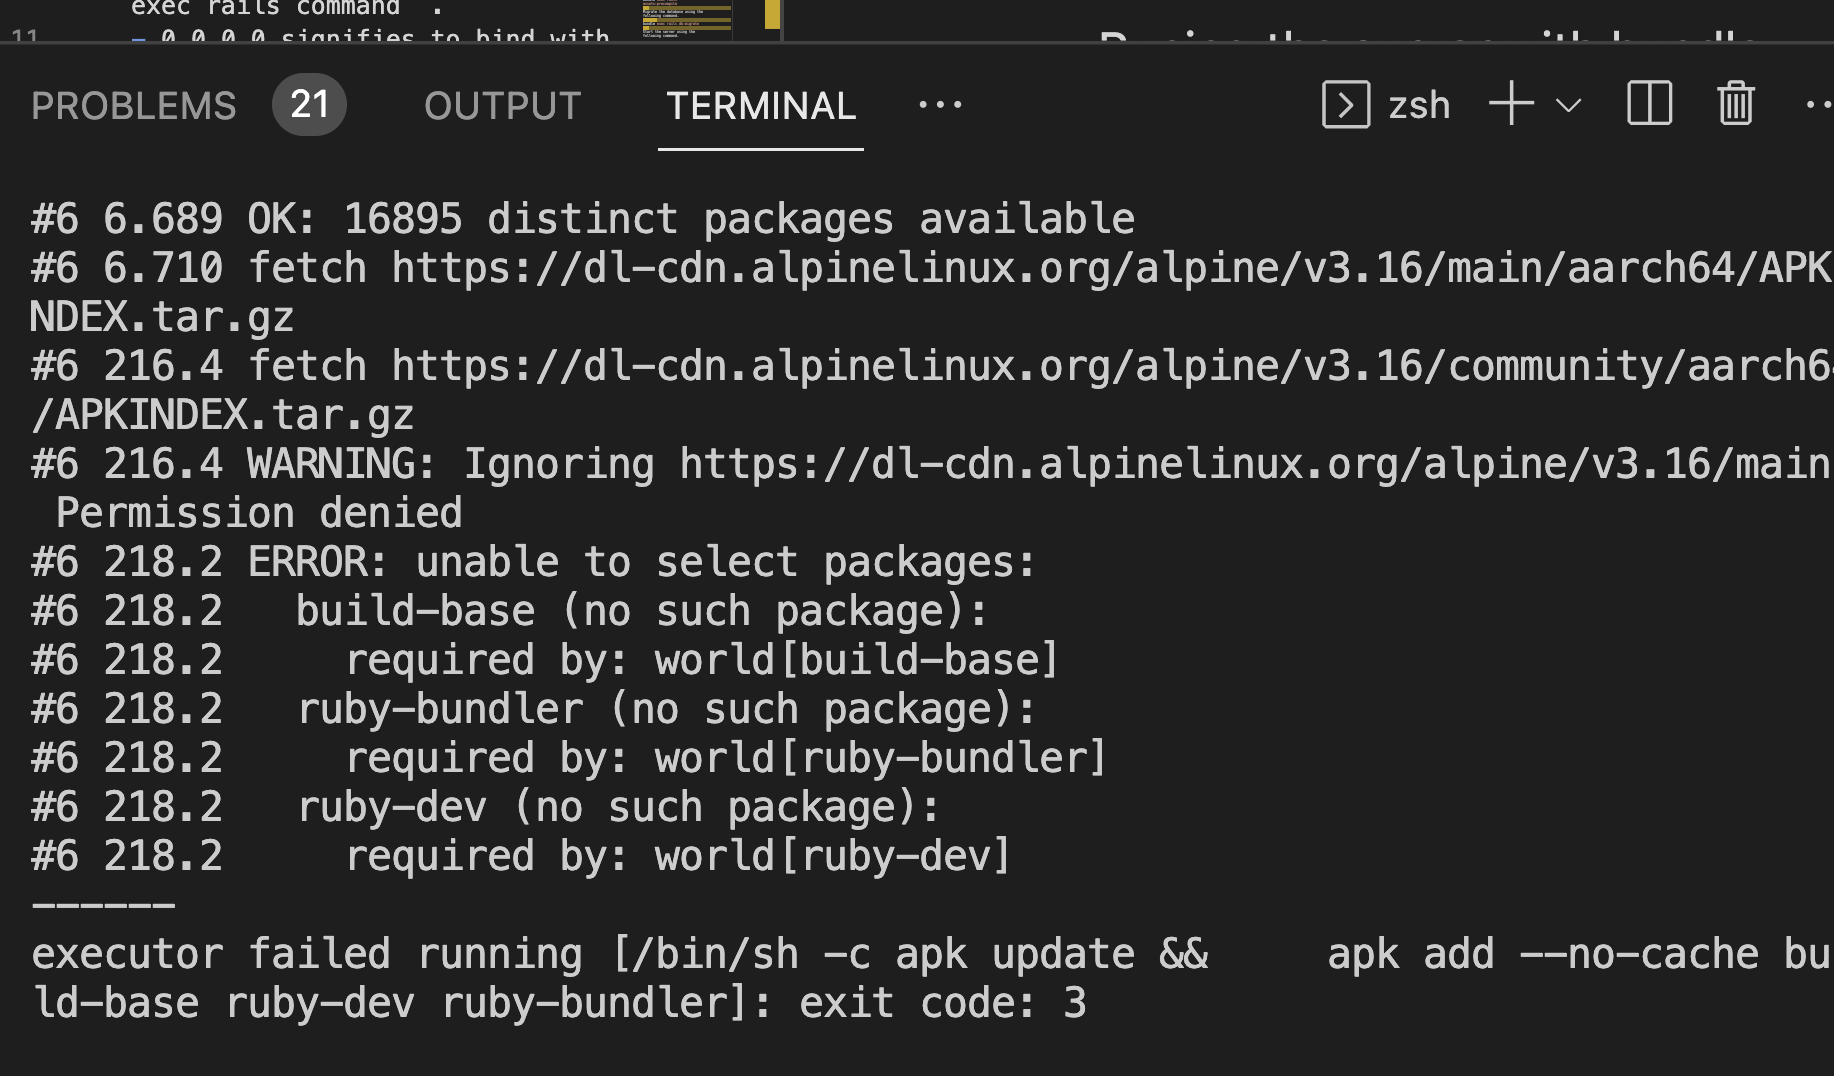 exec rails command .
11 - 0.0.0.0 signifies to bind with
PROBLEMS 21 OUTPUT TERMINAL ... zsh
#6 6.689 OK: 16895 distinct packages available
#6 6.710 fetch https://dl-cdn.alpinelinux.org/alpine/v3.16/main/aarch64/APK
NDEX.tar.gz
#6 216.4 fetch https://dl-cdn.alpinelinux.org/alpine/v3.16/community/aarch64
/APKINDEX.tar.gz
#6 216.4 WARNING: Ignoring https://dl-cdn.alpinelinux.org/alpine/v3.16/main
Permission denied
#6 218.2 ERROR: unable to select packages:
#6 218.2   build-base (no such package):
#6 218.2     required by: world[build-base]
#6 218.2   ruby-bundler (no such package):
#6 218.2     required by: world[ruby-bundler]
#6 218.2   ruby-dev (no such package):
#6 218.2     required by: world[ruby-dev]
------
executor failed running [/bin/sh -c apk update &&     apk add --no-cache bu
ld-base ruby-dev ruby-bundler]: exit code: 3